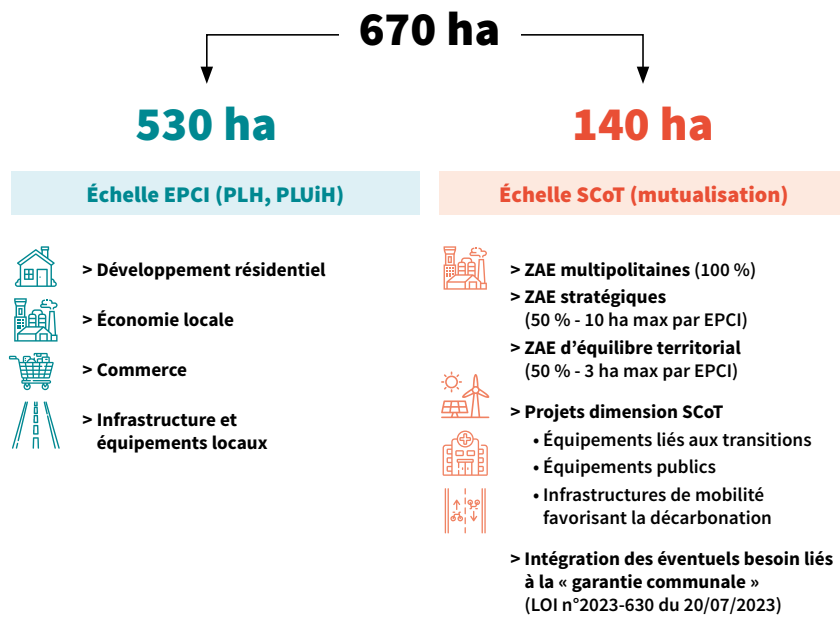 670 ha
530 ha
Échelle EPCI (PLH, PLUiH)
> Développement résidentiel
> Économie locale
> Commerce
> Infrastructure et
équipements locaux
140 ha
Échelle SCoT (mutualisation)
> ZAE multipolitaines (100 %)
> ZAE stratégiques
(50 % - 10 ha max par EPCI)
> ZAE d’équilibre territorial
(50 % - 3 ha max par EPCI)
> Projets dimension SCoT
• Équipements liés aux transitions
• Équipements publics
• Infrastructures de mobilité
favorisant la décarbonation
> Intégration des éventuels besoin liés
à la « garantie communale »
(LOI n°2023-630 du 20/07/2023)